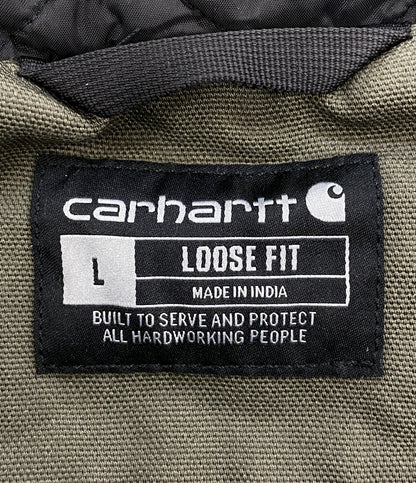 carhartt
L
LOOSE FIT
MADE IN INDIA
BUILT TO SERVE AND PROTECT
ALL HARDWORKING PEOPLE